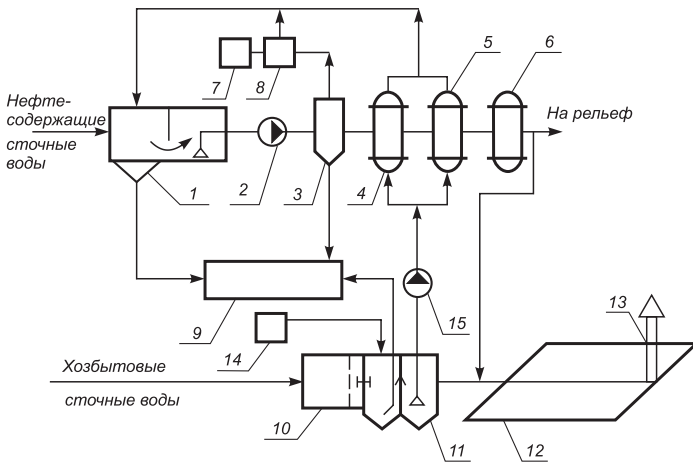 5
6
7
8
Нефте-
содержащие
сточные
воды
На рельеф
1
2
3
4
9
15
13
14
Хозбытовые
сточные воды
10
11
12